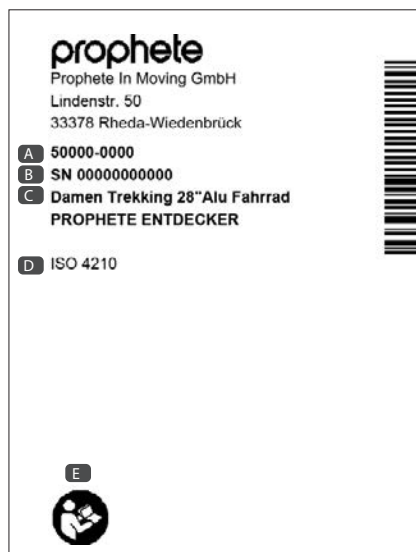 prophete
Prophete In Moving GmbH
Lindenstr. 50
33378 Rheda-Wiedenbrück
A 50000-0000
B SN 00000000000
C Damen Trekking 28"Alu Fahrrad
PROPHETE ENTDECKER
D ISO 4210
E